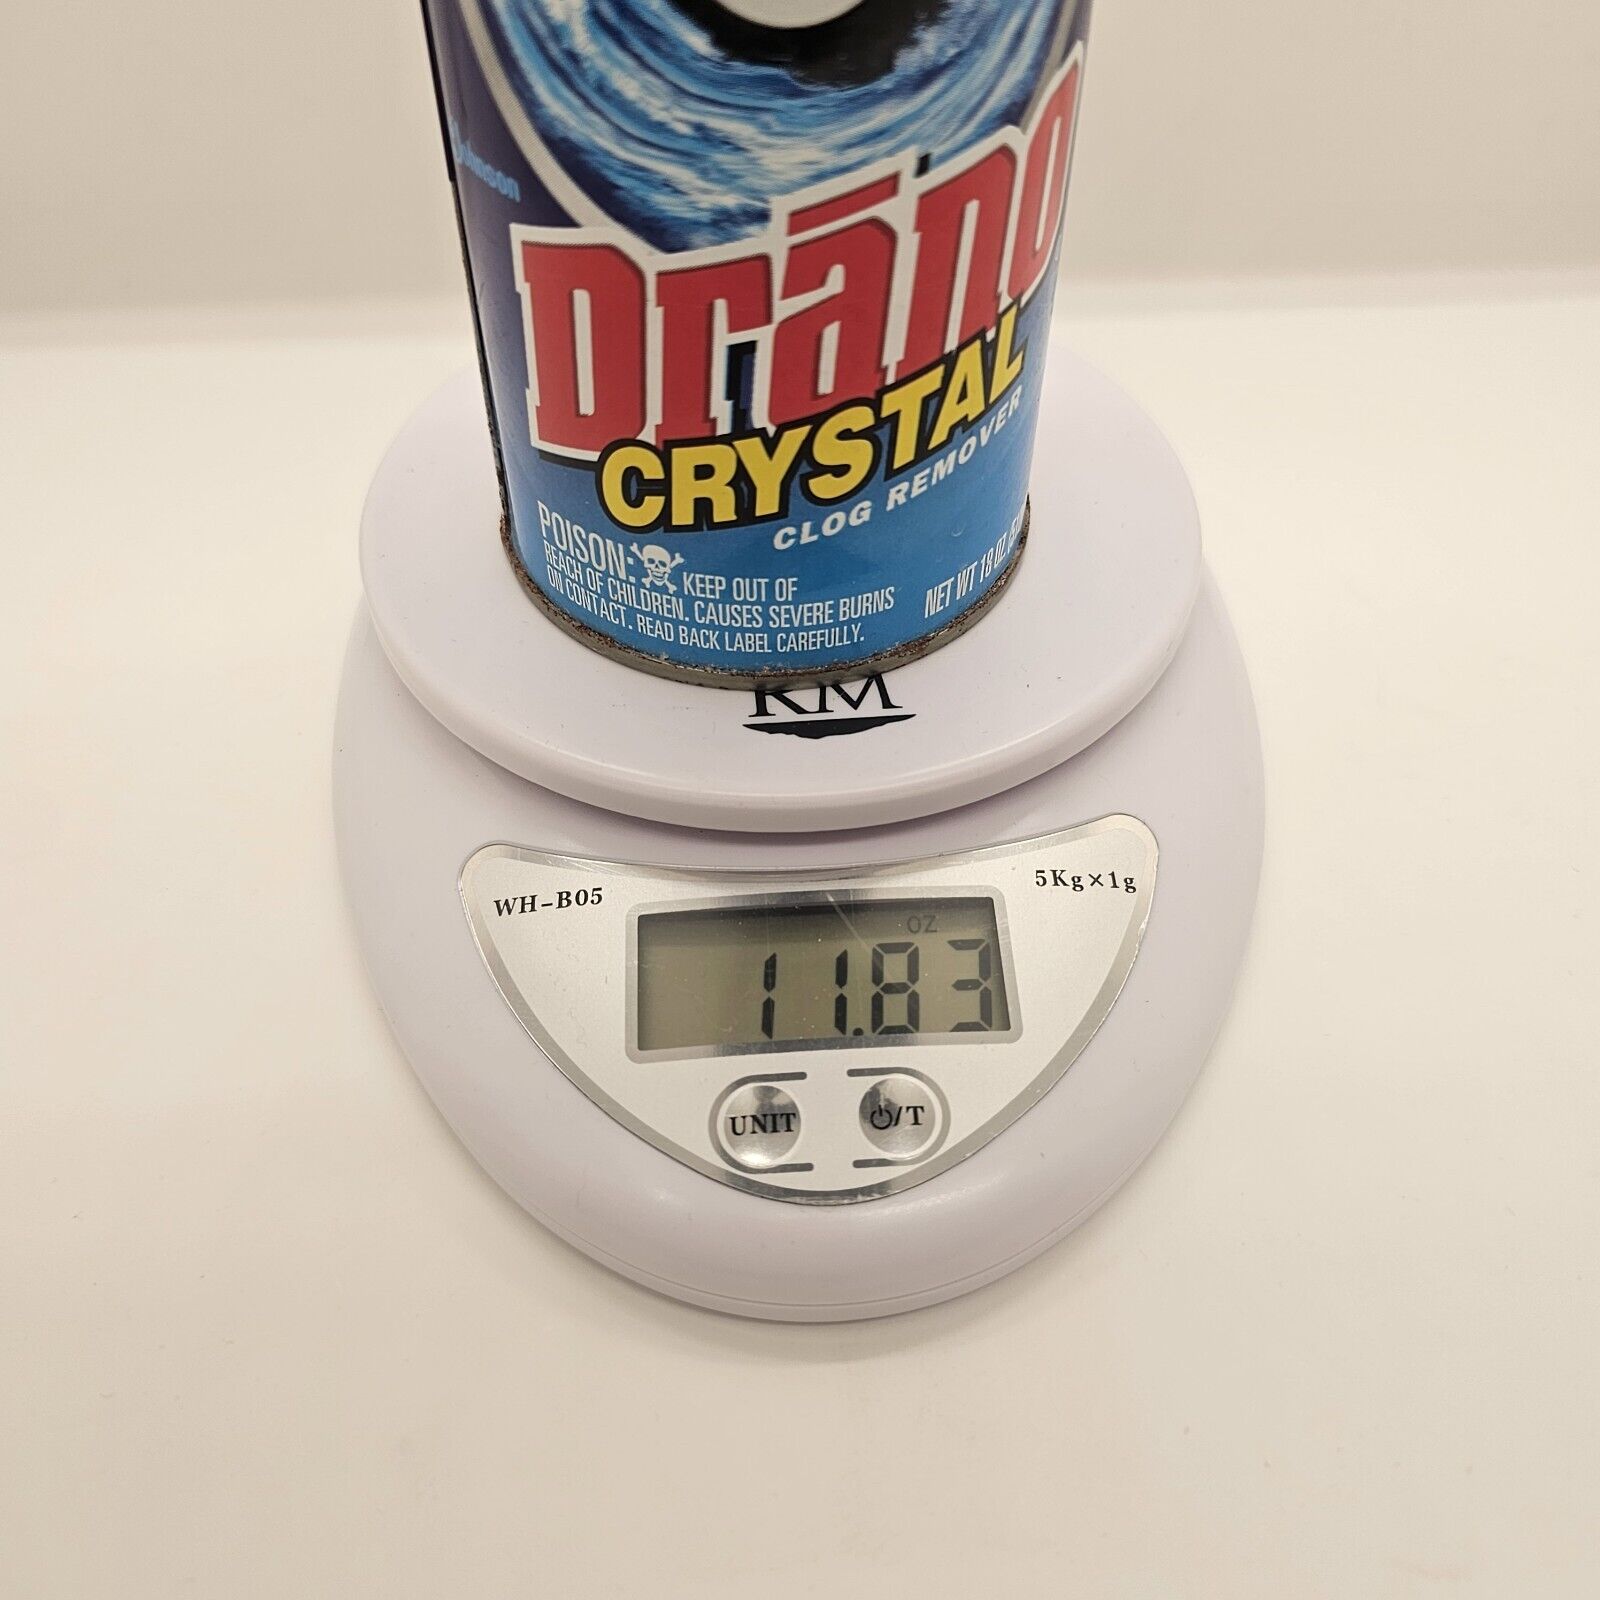 Johnson
Drāno
CRYSTAL
CLOG REMOVER
POISON:
KEEP OUT OF
REACH OF CHILDREN. CAUSES SEVERE BURNS
ON CONTACT. READ BACK LABEL CAREFULLY.
NET WT 18 OZ
KM
WH-B05
5Kg×1g
OZ
11.83
UNIT
/T